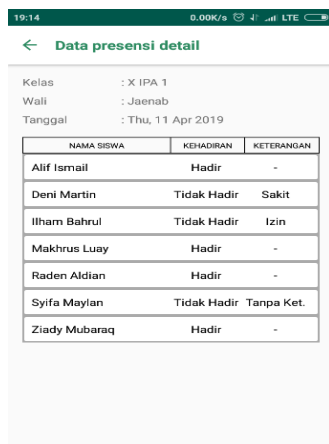 19:14 0.00K/s LTE
← Data presensi detail
Kelas : X IPA 1
Wali : Jaenab
Tanggal : Thu, 11 Apr 2019
NAMA SISWA KEHADIRAN KETERANGAN
Alif Ismail Hadir -
Deni Martin Tidak Hadir Sakit
Ilham Bahrul Tidak Hadir Izin
Makhrus Luay Hadir -
Raden Aldian Hadir -
Syifa Maylan Tidak Hadir Tanpa Ket.
Ziady Mubaraq Hadir -